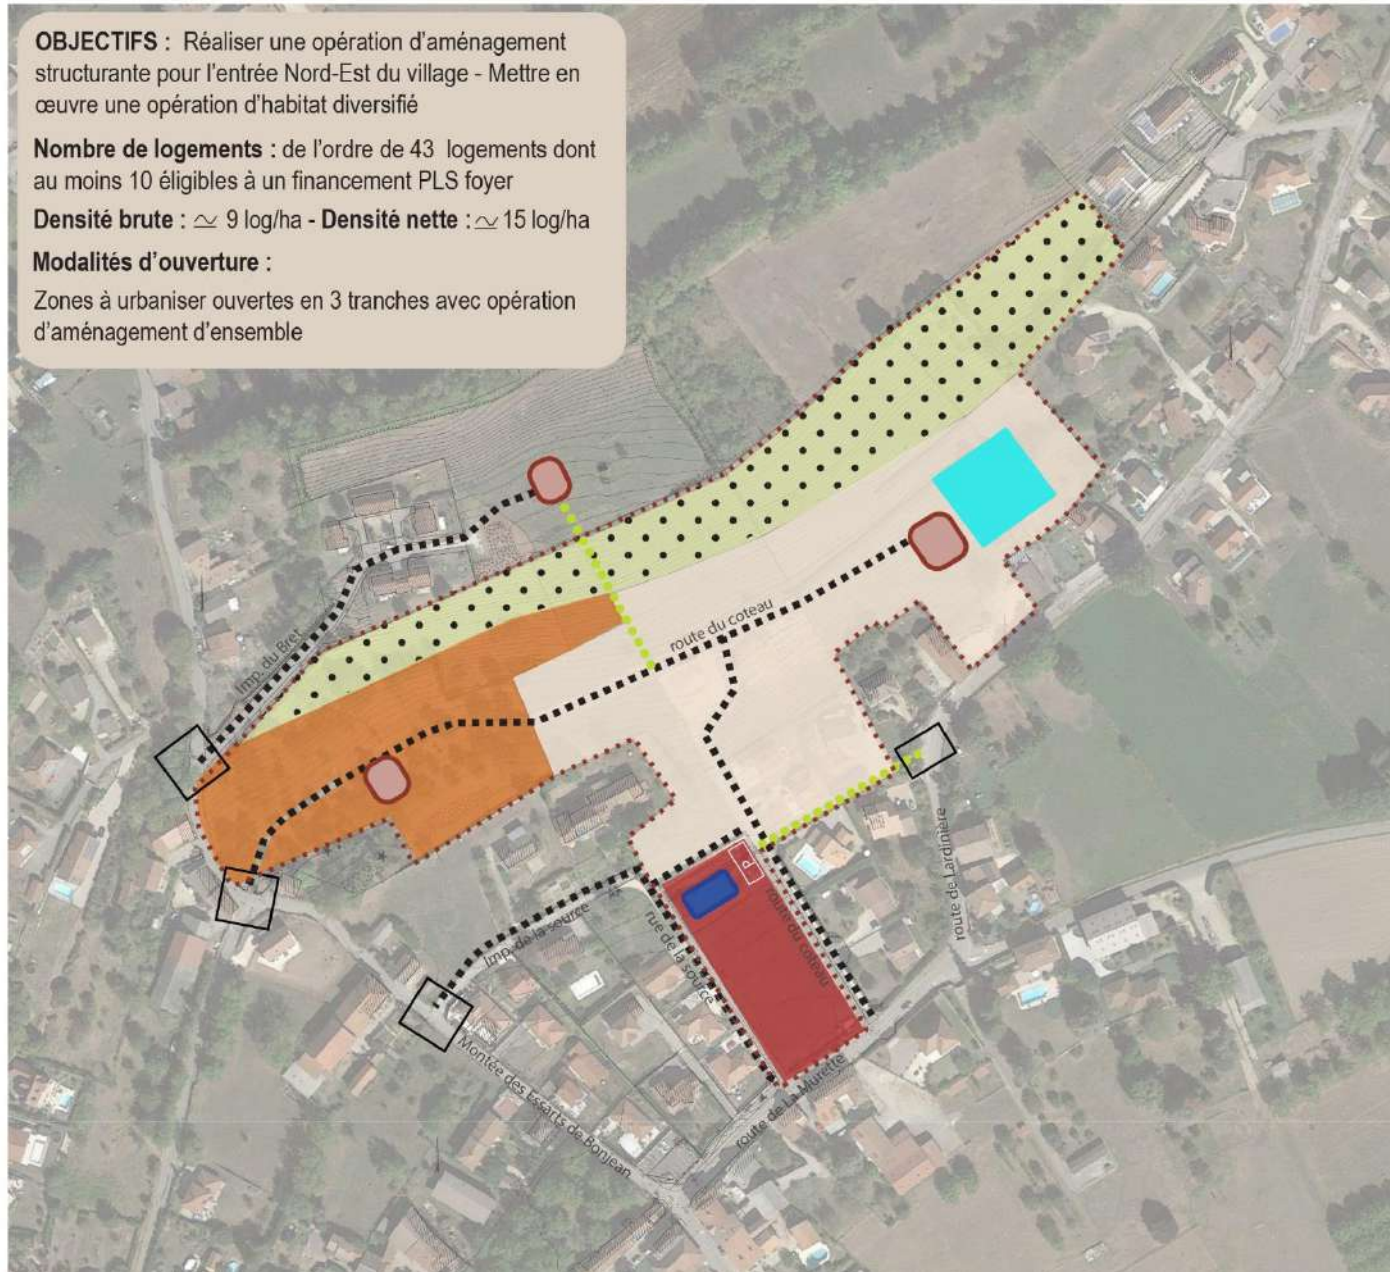 OBJECTIFS : Réaliser une opération d'aménagement
structurante pour l'entrée Nord-Est du village - Mettre en
œuvre une opération d'habitat diversifié
Nombre de logements : de l'ordre de 43 logements dont
au moins 10 éligibles à un financement PLS foyer
Densité brute : ≃ 9 log/ha - Densité nette : ≃ 15 log/ha
Modalités d'ouverture :
Zones à urbaniser ouvertes en 3 tranches avec opération
d'aménagement d'ensemble
route du coteau
Imp. du Bret
P
route du coteau
route de Lardinière
Imp. de la source
rue de la source
Montée des Essarts de Bonjean
route de La Murette